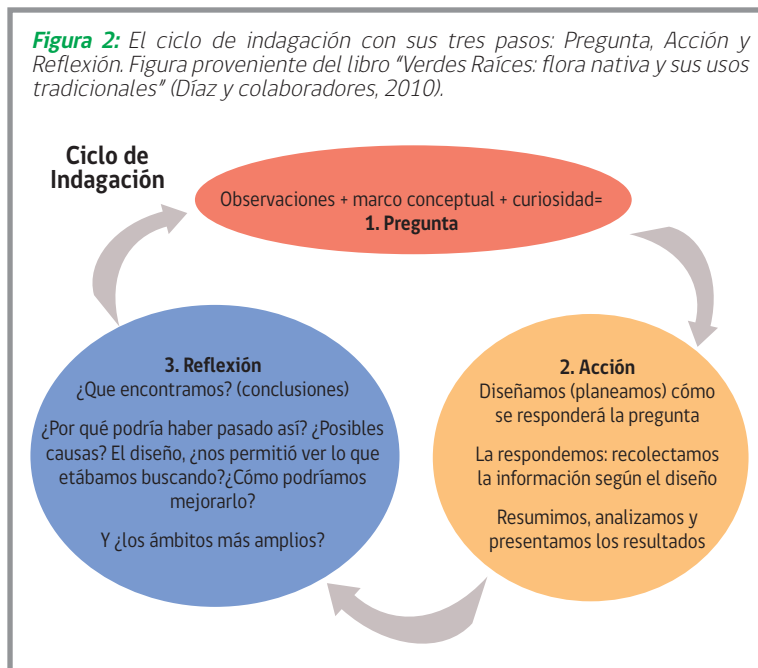 Figura 2: El ciclo de indagación con sus tres pasos: Pregunta, Acción y
Reflexión. Figura proveniente del libro "Verdes Raíces: flora nativa y sus usos
tradicionales" (Díaz y colaboradores, 2010).
Ciclo de
Indagación
Observaciones + marco conceptual + curiosidad=
1. Pregunta
2. Acción
Diseñamos (planeamos) cómo
se responderá la pregunta
La respondemos: recolectamos
la información según el diseño
Resumimos, analizamos y
presentamos los resultados
3. Reflexión
¿Que encontramos? (conclusiones)
¿Por qué podría haber pasado así? ¿Posibles
causas? El diseño, ¿nos permitió ver lo que
etábamos buscando?¿Cómo podríamos
mejorarlo?
Y ¿los ámbitos más amplios?